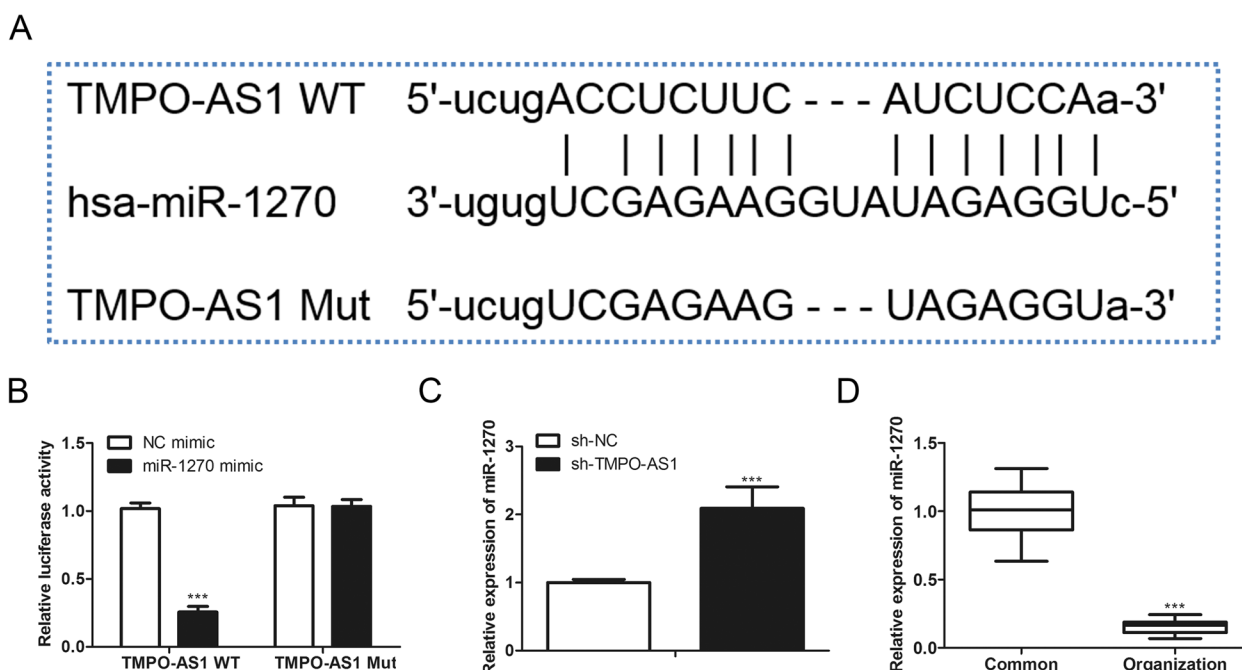 A
TMPO-AS1 WT 5'-ucugACCUCUUC - - - AUCUCCAa-3'
hsa-miR-1270 3'-ugugUCGAGAAGGUAUAGAGGUc-5'
TMPO-AS1 Mut 5'-ucugUCGAGAAG - - - UAGAGGUa-3'
B
Relative luciferase activity
1.5
1.0
0.5
0.0
NC mimic
miR-1270 mimic
***
TMPO-AS1 WT TMPO-AS1 Mut
C
Relative expression of miR-1270
3
2
1
0
sh-NC
sh-TMPO-AS1
***
D
Relative expression of miR-1270
1.5
1.0
0.5
0.0
***
Common Organization